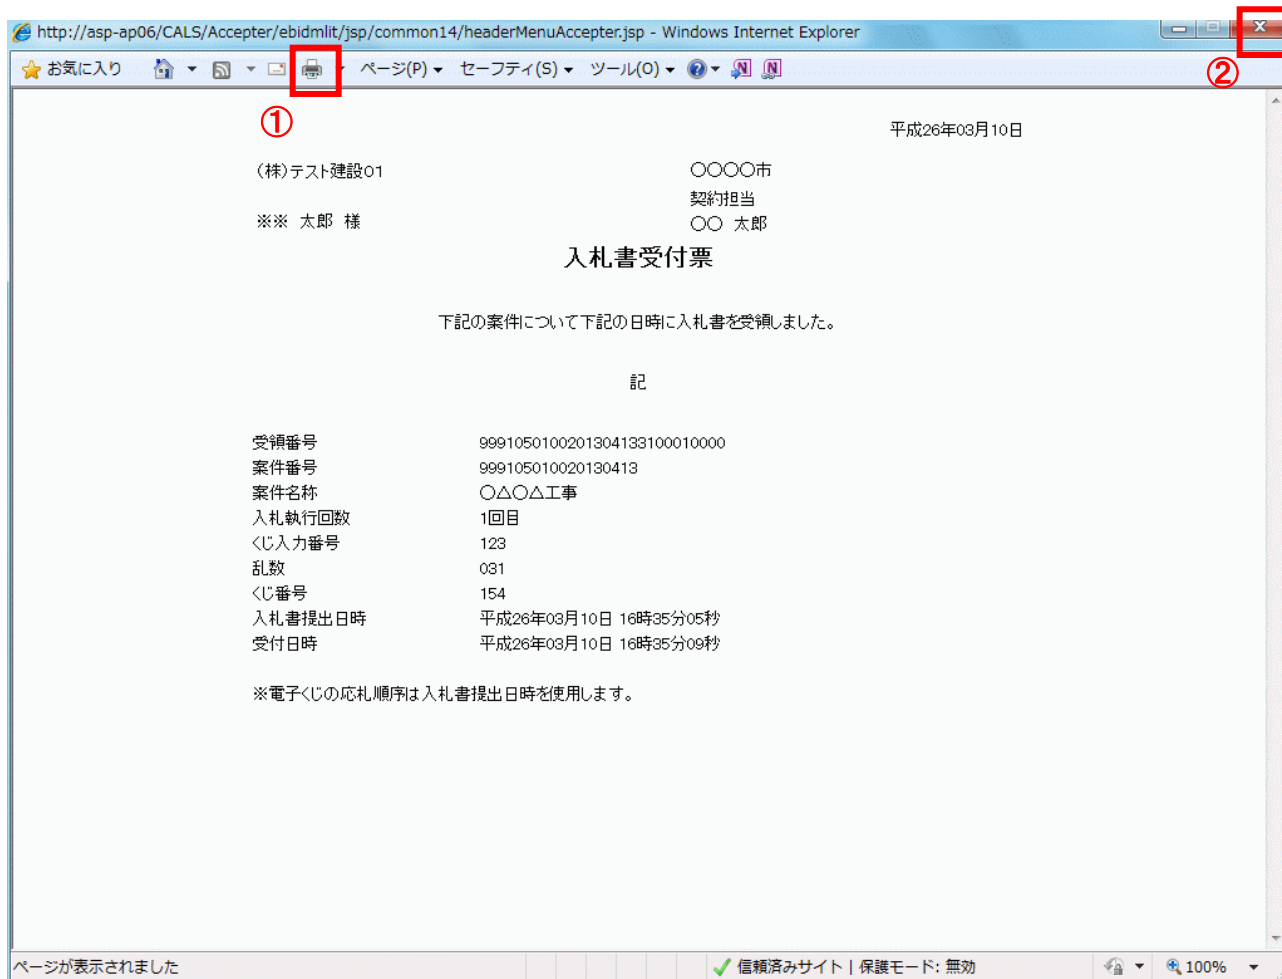 http://asp-ap06/CALS/Accepter/ebidmlit/jsp/common14/headerMenuAccepter.jsp - Windows Internet Explorer
②
お気に入り ページ(P) セーフティ(S) ツール(O)
①
平成26年03月10日
(株)テスト建設01 〇〇〇〇市
契約担当
※※ 太郎 様 〇〇 太郎
入札書受付票
下記の案件について下記の日時に入札書を受領しました。
記
受領番号 9991050100201304133100010000
案件番号 999105010020130413
案件名称 〇△〇△工事
入札執行回数 1回目
くじ入力番号 123
乱数 031
くじ番号 154
入札書提出日時 平成26年03月10日 16時35分05秒
受付日時 平成26年03月10日 16時35分09秒
※電子くじの応札順序は入札書提出日時を使用します。
ページが表示されました 信頼済みサイト | 保護モード: 無効 100%